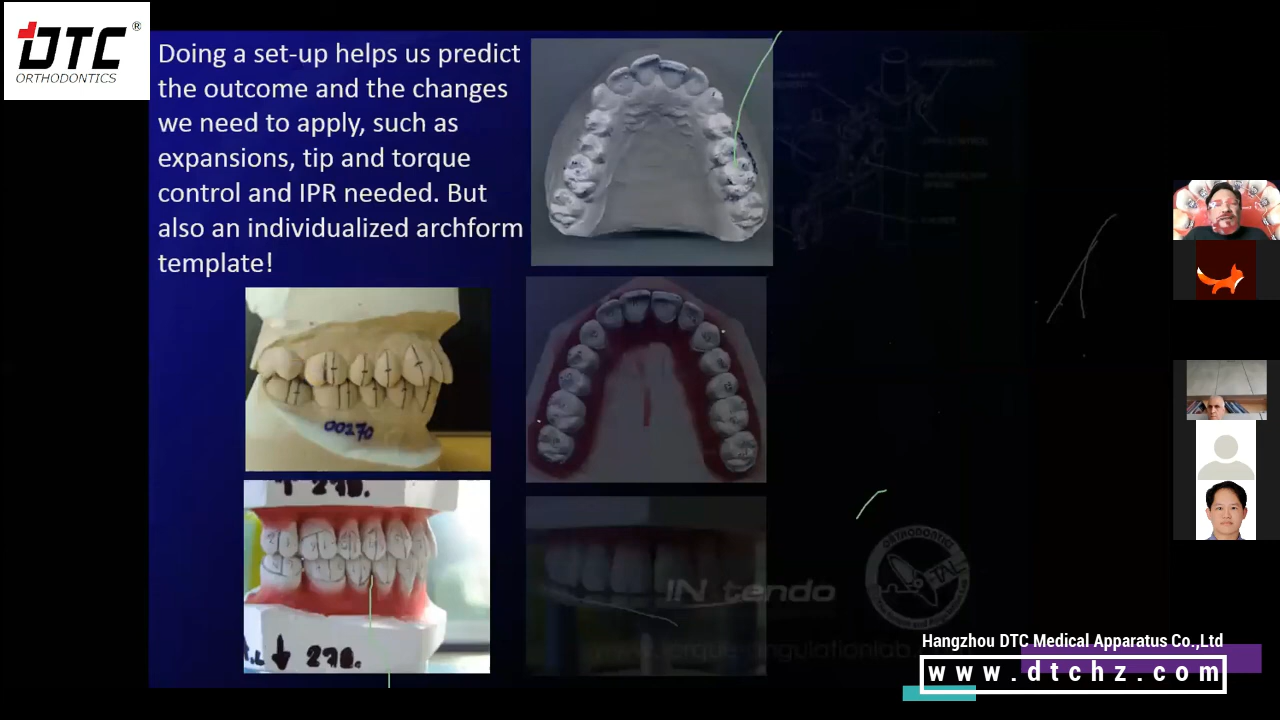 DTC®
ORTHODONTICS
Doing a set-up helps us predict
the outcome and the changes
we need to apply, such as
expansions, tip and torque
control and IPR needed. But
also an individualized archform
template!
00270
270.
270.
IN tendo
ORTHODONTICS
Hangzhou DTC Medical Apparatus Co.,Ltd
www.dtchz.com